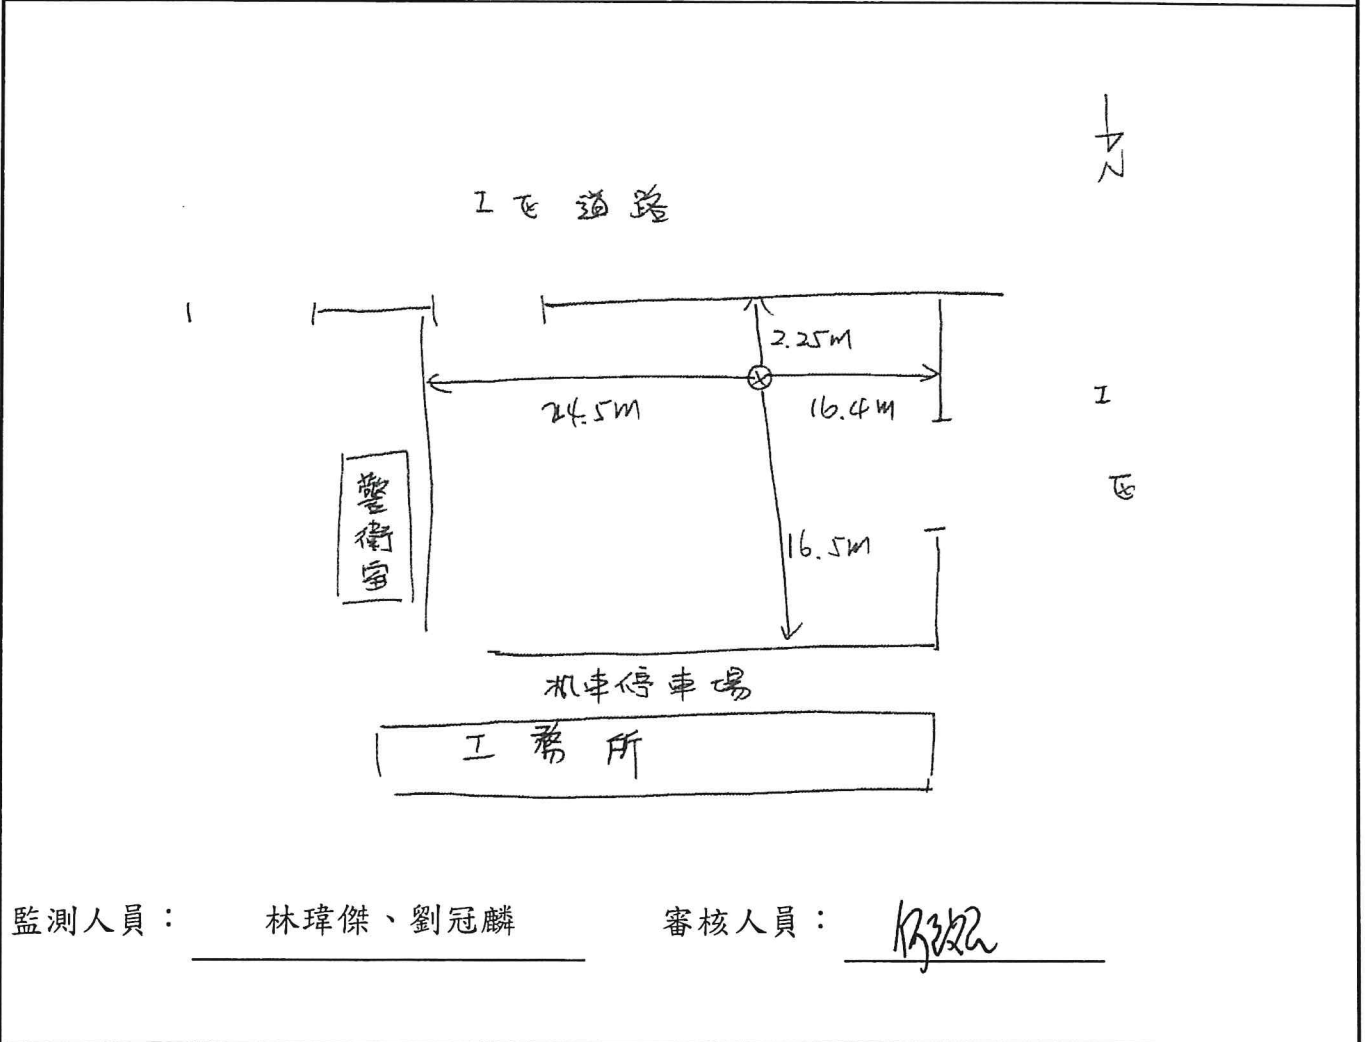 N
工区道路
2.25m
24.5m
16.4m
工
区
警衛室
16.5m
机車停車場
工務所
監測人員： 林瑋傑、劉冠麟 審核人員：